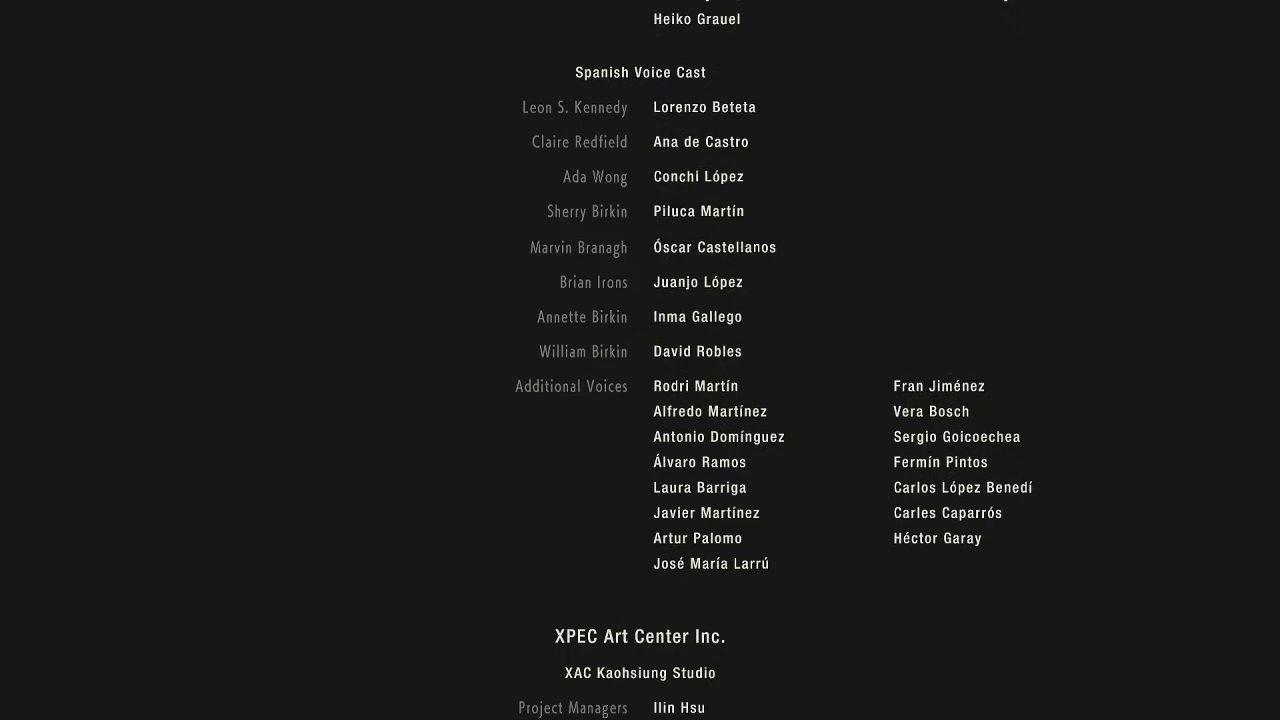 Heiko Grauel
Spanish Voice Cast
Leon S. Kennedy Lorenzo Beteta
Claire Redfield Ana de Castro
Ada Wong Conchi López
Sherry Birkin Piluca Martín
Marvin Branagh Óscar Castellanos
Brian Irons Juanjo López
Annette Birkin Inma Gallego
William Birkin David Robles
Additional Voices Rodri Martín Fran Jiménez
Alfredo Martínez Vera Bosch
Antonio Domínguez Sergio Goicoechea
Álvaro Ramos Fermín Pintos
Laura Barriga Carlos López Benedí
Javier Martínez Carles Caparrós
Artur Palomo Héctor Garay
José María Larrú
XPEC Art Center Inc.
XAC Kaohsiung Studio
Project Managers Ilin Hsu